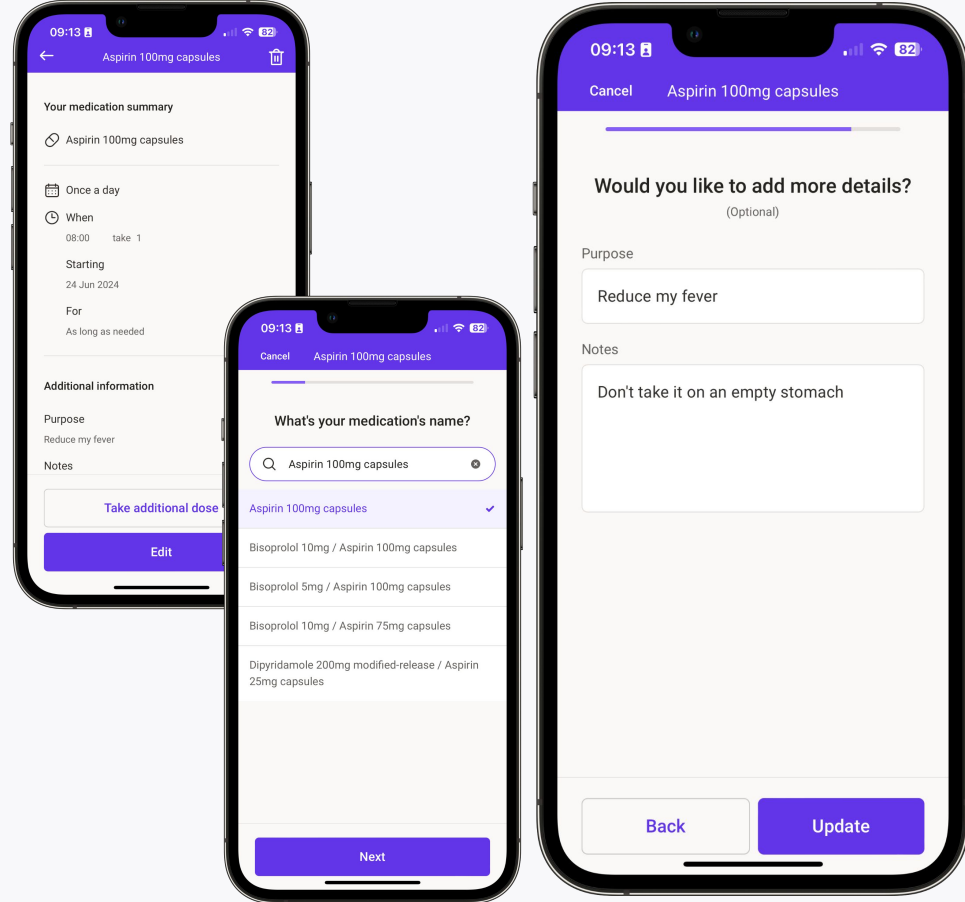 09:13 82
Aspirin 100mg capsules
Your medication summary
Aspirin 100mg capsules
Once a day
When
08:00 take 1
Starting
24 Jun 2024
For
As long as needed
Additional information
Purpose
Reduce my fever
Notes
Take additional dose
Edit
09:13 82
Cancel Aspirin 100mg capsules
What's your medication's name?
Aspirin 100mg capsules
Aspirin 100mg capsules
Bisoprolol 10mg / Aspirin 100mg capsules
Bisoprolol 5mg / Aspirin 100mg capsules
Bisoprolol 10mg / Aspirin 75mg capsules
Dipyridamole 200mg modified-release / Aspirin
25mg capsules
Next
09:13 82
Cancel Aspirin 100mg capsules
Would you like to add more details?
(Optional)
Purpose
Reduce my fever
Notes
Don't take it on an empty stomach
Back Update